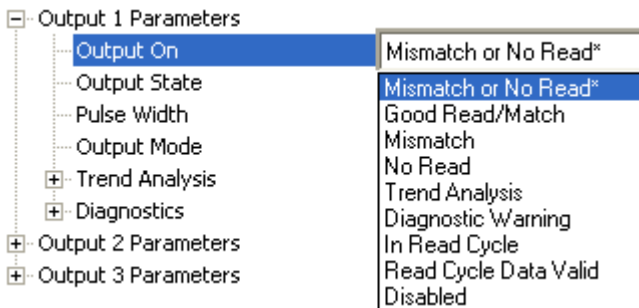 Output 1 Parameters
Output On Mismatch or No Read*
Output State Mismatch or No Read*
Pulse Width Good Read/Match
Output Mode Mismatch
Trend Analysis No Read
Diagnostics Trend Analysis
Output 2 Parameters Diagnostic Warning
Output 3 Parameters In Read Cycle
Read Cycle Data Valid
Disabled